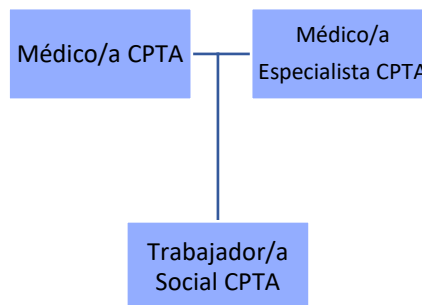 Médico/a CPTA
Médico/a
Especialista CPTA
Trabajador/a
Social CPTA